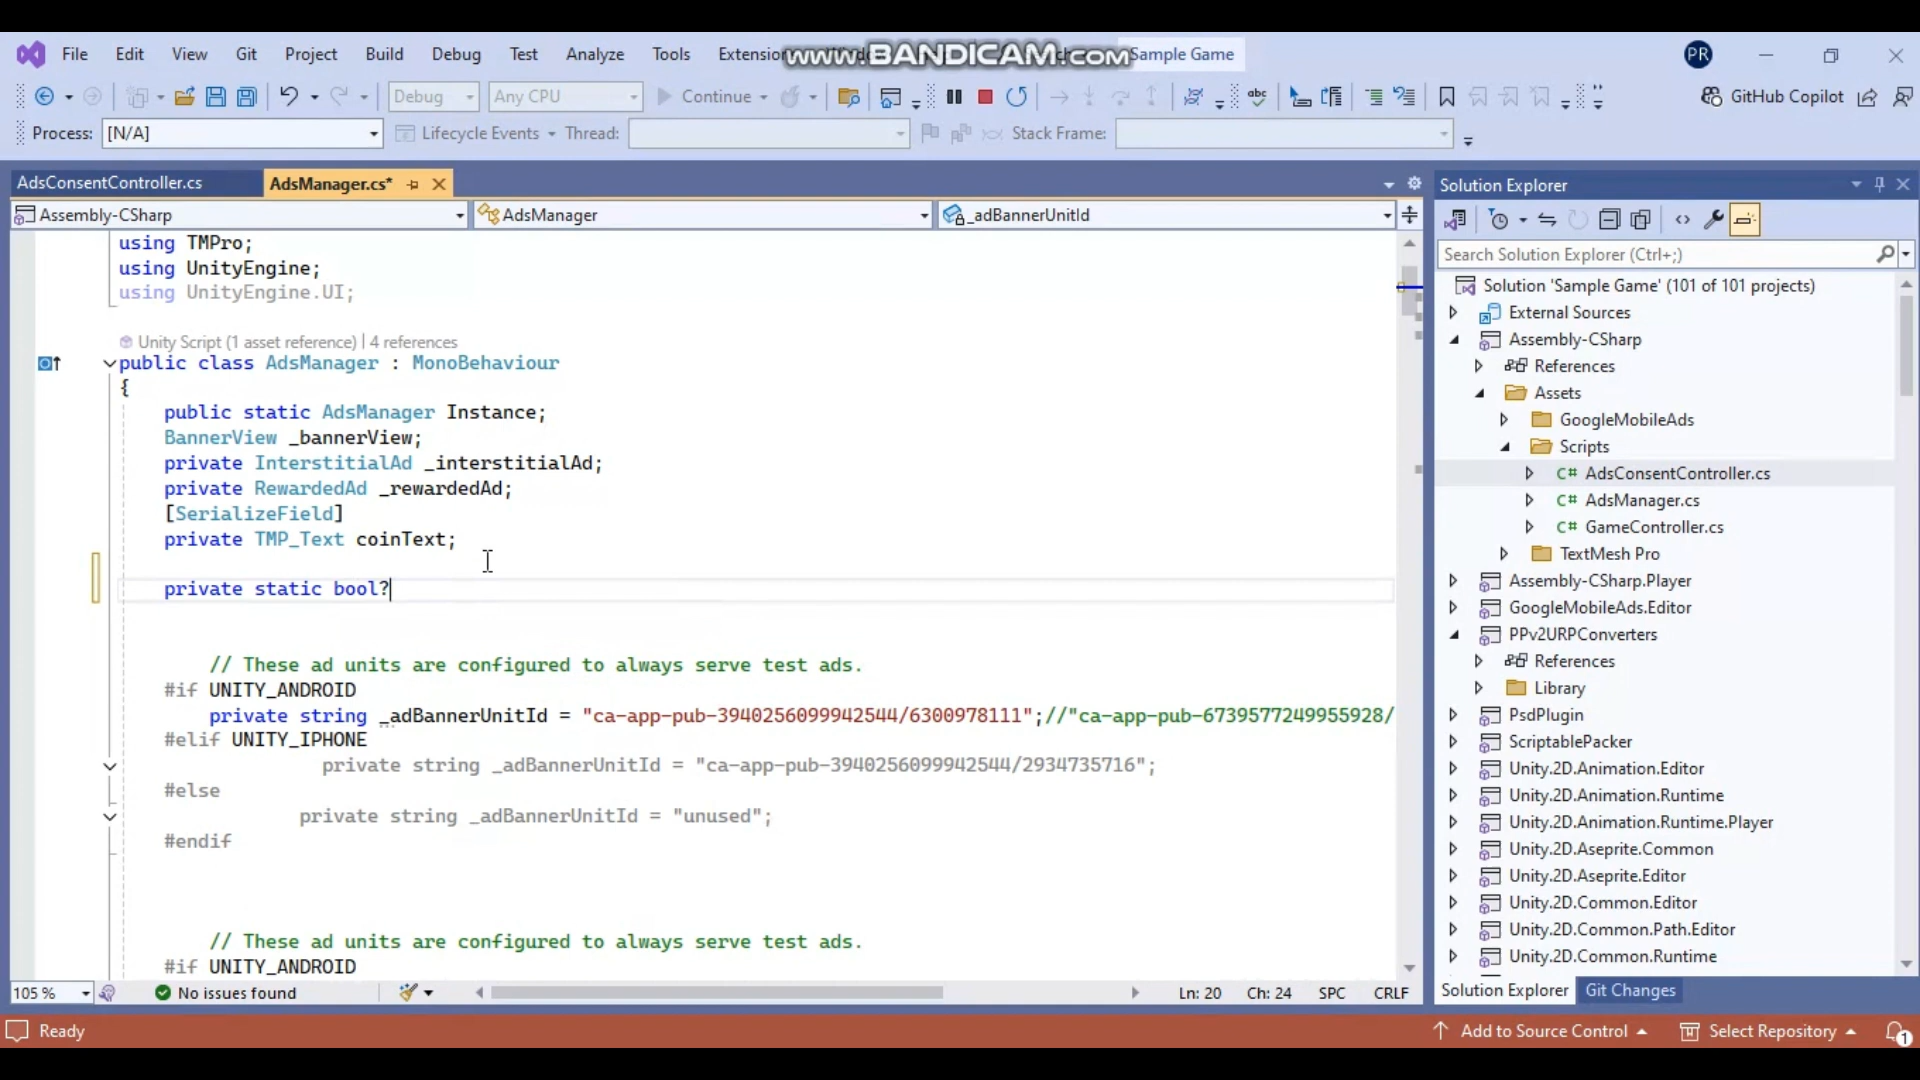 File Edit View Git Project Build Debug Test Analyze Tools Extension www.BANDICAM.com Sample Game PR
Debug Any CPU Continue GitHub Copilot
Process: [N/A] Lifecycle Events Thread: Stack Frame:
AdsConsentController.cs AdsManager.cs*
Assembly-CSharp AdsManager _adBannerUnitId
using TMPro;
using UnityEngine;
using UnityEngine.UI;
Unity Script (1 asset reference) | 4 references
public class AdsManager : MonoBehaviour
{
public static AdsManager Instance;
BannerView _bannerView;
private InterstitialAd _interstitialAd;
private RewardedAd _rewardedAd;
[SerializeField]
private TMP_Text coinText;
private static bool?
// These ad units are configured to always serve test ads.
#if UNITY_ANDROID
private string _adBannerUnitId = "ca-app-pub-3940256099942544/6300978111";//"ca-app-pub-6739577249955928/
#elif UNITY_IPHONE
private string _adBannerUnitId = "ca-app-pub-3940256099942544/2934735716";
#else
private string _adBannerUnitId = "unused";
#endif
// These ad units are configured to always serve test ads.
#if UNITY_ANDROID
105 % No issues found Ln: 20 Ch: 24 SPC CRLF
Solution Explorer
Search Solution Explorer (Ctrl+;)
Solution 'Sample Game' (101 of 101 projects)
External Sources
Assembly-CSharp
References
Assets
GoogleMobileAds
Scripts
C# AdsConsentController.cs
C# AdsManager.cs
C# GameController.cs
TextMesh Pro
Assembly-CSharp.Player
GoogleMobileAds.Editor
PPv2URPConverters
References
Library
PsdPlugin
ScriptablePacker
Unity.2D.Animation.Editor
Unity.2D.Animation.Runtime
Unity.2D.Animation.Runtime.Player
Unity.2D.Aseprite.Common
Unity.2D.Aseprite.Editor
Unity.2D.Common.Editor
Unity.2D.Common.Path.Editor
Unity.2D.Common.Runtime
Solution Explorer Git Changes
Ready Add to Source Control Select Repository 1